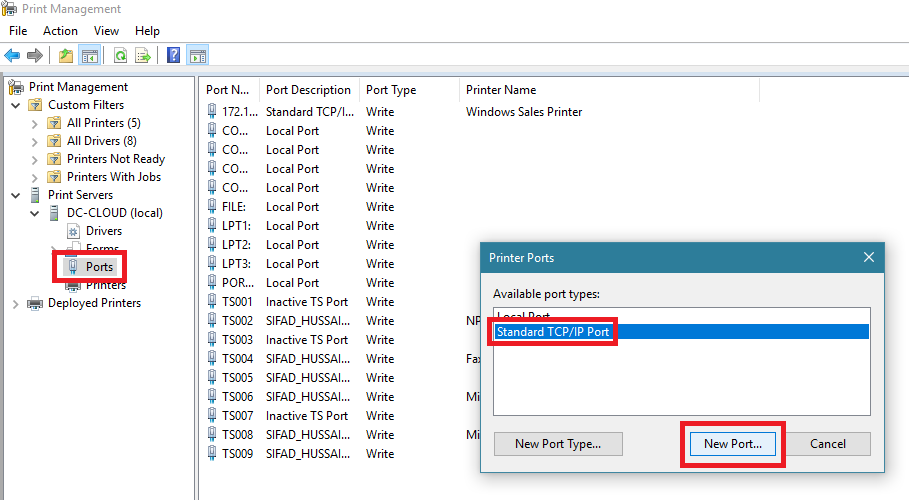 Print Management
File Action View Help
Print Management
Custom Filters
All Printers (5)
All Drivers (8)
Printers Not Ready
Printers With Jobs
Print Servers
DC-CLOUD (local)
Drivers
Forms
Ports
Printers
Deployed Printers
Port N... Port Description Port Type Printer Name
172.1... Standard TCP/I... Write Windows Sales Printer
CO... Local Port Write
CO... Local Port Write
CO... Local Port Write
CO... Local Port Write
FILE: Local Port Write
LPT1: Local Port Write
LPT2: Local Port Write
LPT3: Local Port Write
POR... Local Port Write
TS001 Inactive TS Port Write
TS002 SIFAD_HUSSAI... Write NP
TS003 Inactive TS Port Write
TS004 SIFAD_HUSSAI... Write Fax
TS005 SIFAD_HUSSAI... Write
TS006 SIFAD_HUSSAI... Write Mi
TS007 Inactive TS Port Write
TS008 SIFAD_HUSSAI... Write Mi
TS009 SIFAD_HUSSAI... Write
Printer Ports
Available port types:
Local Port
Standard TCP/IP Port
New Port Type... New Port... Cancel